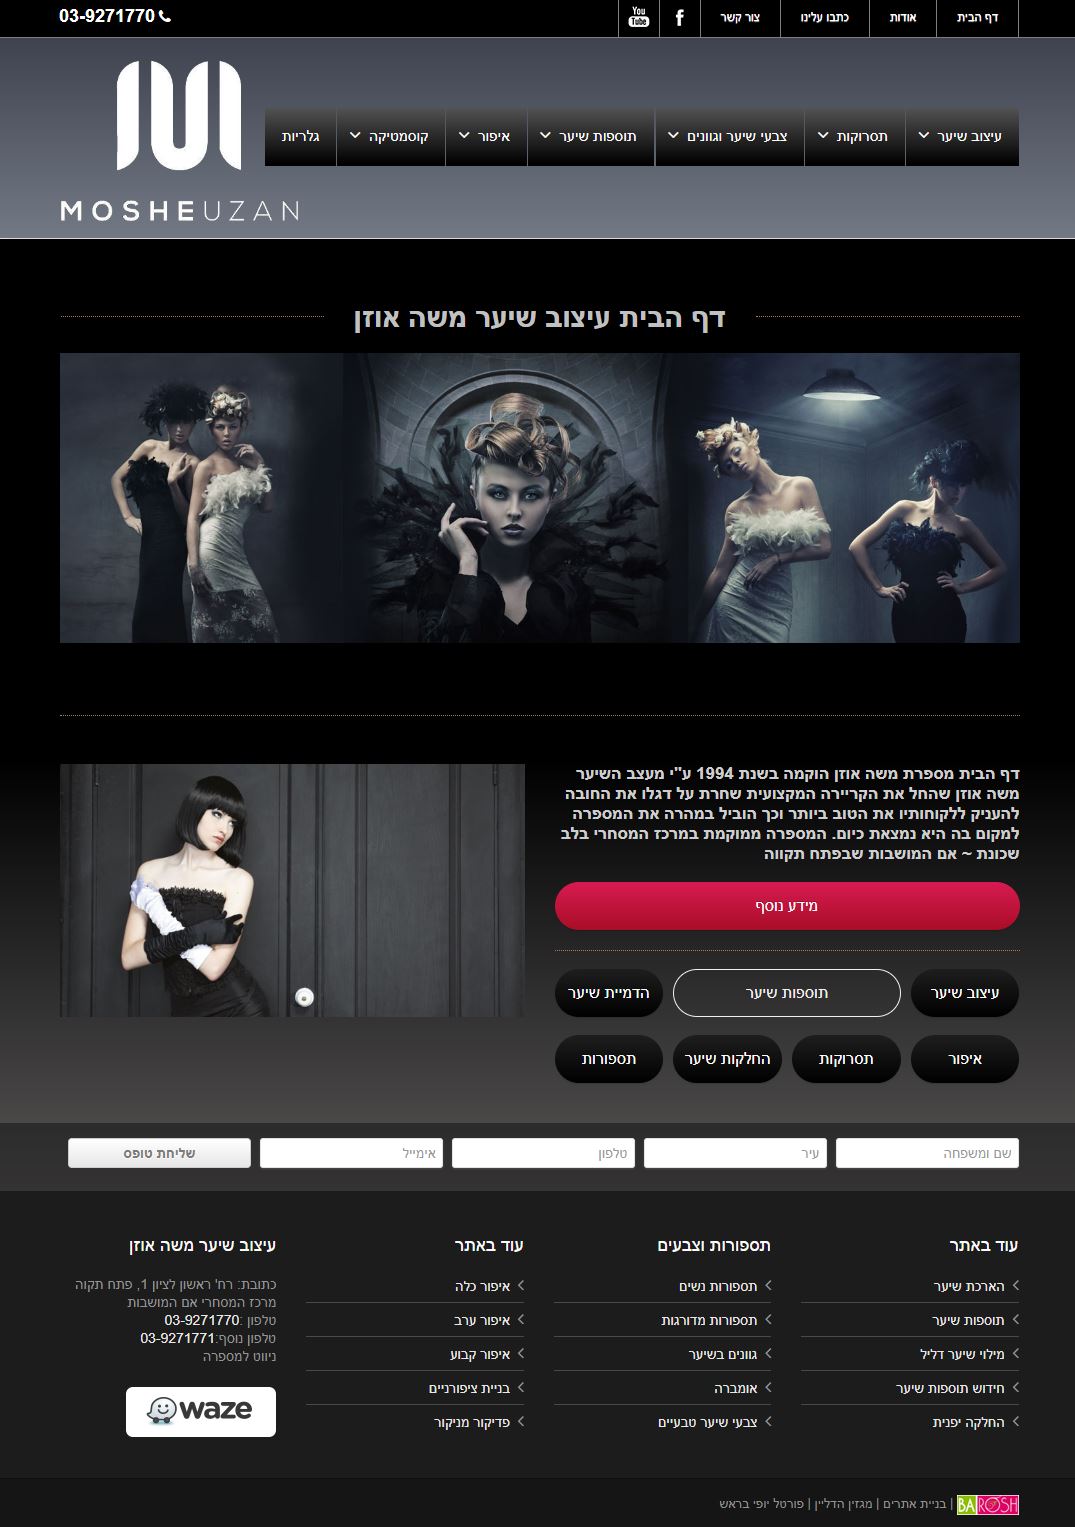 דף הבית
אודות
כתבו עלינו
צור קשר
You
Tube
f
03-9271770
עיצוב שיער
תסרוקות
צבעי שיער וגוונים
תוספות שיער
איפור
קוסמטיקה
גלריות
MOSHEUZAN
דף הבית עיצוב שיער משה אוזן
דף הבית מספרת משה אוזן הוקמה בשנת 1994 ע"י מעצב השיער
משה אוזן שהחל את הקריירה המקצועית שחרת על דגלו את החובה
להעניק ללקוחותיו את הטוב ביותר וכך הוביל במהרה את המספרה
למקום בה היא נמצאת כיום. המספרה ממוקמת במרכז המסחרי בלב
שכונת ~ אם המושבות שבפתח תקווה
מידע נוסף
עיצוב שיער
תוספות שיער
הדמיית שיער
איפור
תסרוקות
החלקות שיער
תספורות
שם ומשפחה
עיר
טלפון
אימייל
שליחת טופס
עוד באתר
הארכת שיער
תוספות שיער
מילוי שיער דליל
חידוש תוספות שיער
החלקה יפנית
תספורות וצבעים
תספורות נשים
תספורות מדורגות
גוונים בשיער
אומברה
צבעי שיער טבעיים
עוד באתר
איפור כלה
איפור ערב
איפור קבוע
בניית ציפורניים
פדיקור מניקור
עיצוב שיער משה אוזן
כתובת: רח' ראשון לציון 1, פתח תקוה
מרכז המסחרי אם המושבות
טלפון :03-9271770
טלפון נוסף:03-9271771
ניווט למספרה
waze
BAROSH | בניית אתרים | מגזין הדליין | פורטל יופי בראש